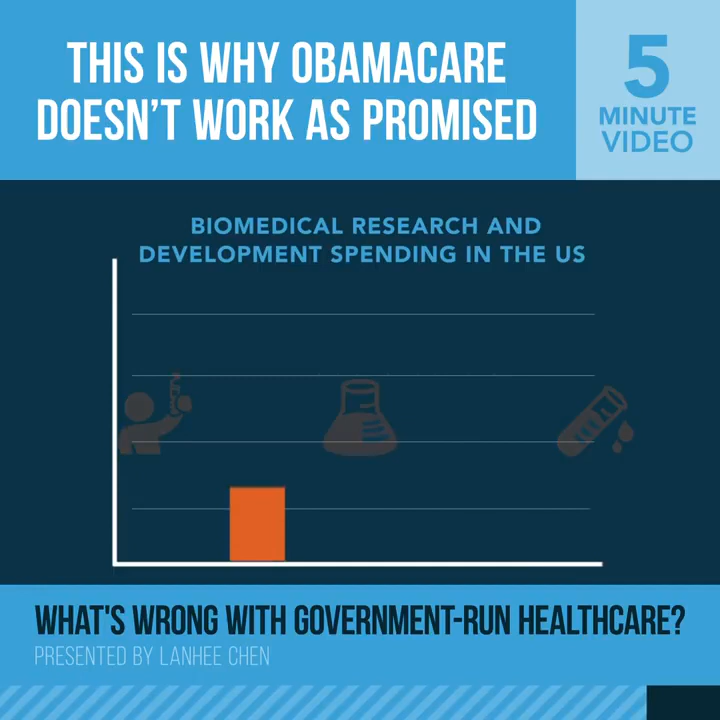 THIS IS WHY OBAMACARE
DOESN'T WORK AS PROMISED
5
MINUTE
VIDEO
BIOMEDICAL RESEARCH AND
DEVELOPMENT SPENDING IN THE US
WHAT'S WRONG WITH GOVERNMENT-RUN HEALTHCARE?
PRESENTED BY LANHEE CHEN